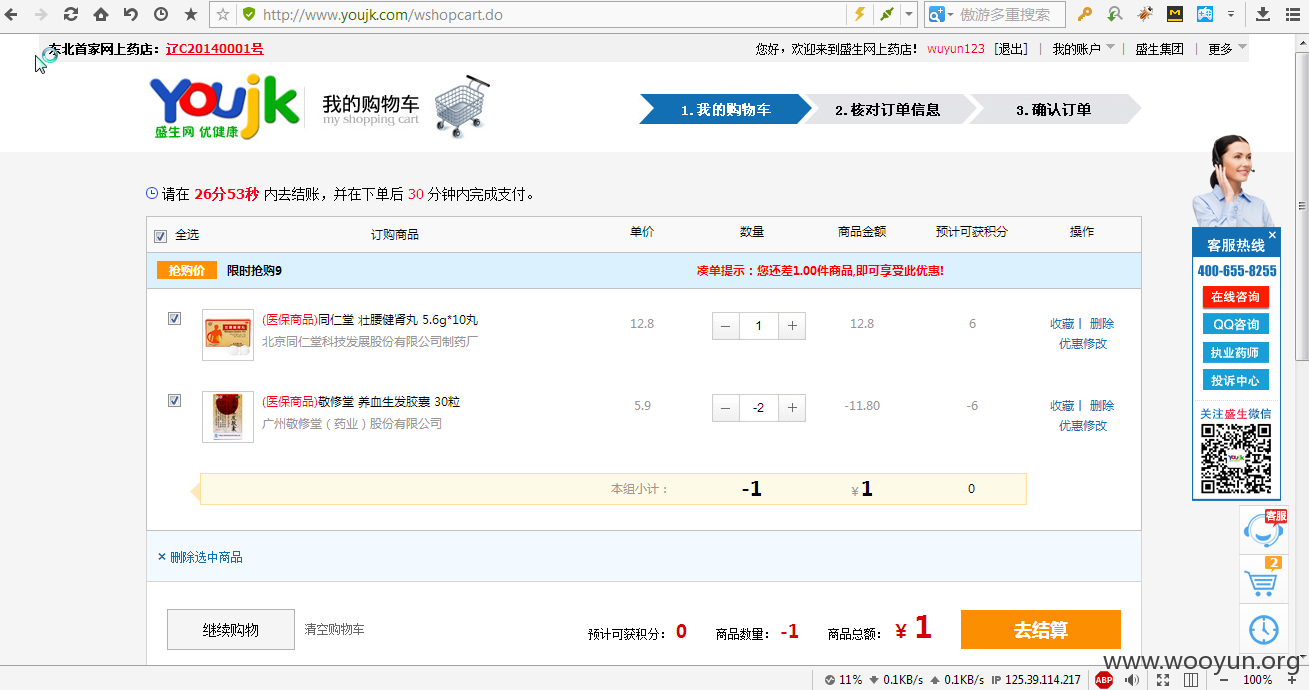 http://www.youjk.com/wshopcart.do
傲游多重搜索
东北首家网上药店：辽C20140001号
您好，欢迎来到盛生网上药店！ wuyun123 [退出] | 我的账户 | 盛生集团 | 更多
Youjk
盛生网 优健康
我的购物车
my shopping cart
1.我的购物车 2.核对订单信息 3.确认订单
请在 26分53秒 内去结账，并在下单后 30 分钟内完成支付。
全选 订购商品 单价 数量 商品金额 预计可获积分 操作
抢购价 限时抢购9 凑单提示：您还差1.00件商品,即可享受此优惠!
(医保商品)同仁堂 壮腰健肾丸 5.6g*10丸 12.8 － 1 ＋ 12.8 6 收藏 | 删除
北京同仁堂科技发展股份有限公司制药厂 优惠修改
(医保商品)敬修堂 养血生发胶囊 30粒 5.9 － -2 ＋ -11.80 -6 收藏 | 删除
广州敬修堂（药业）股份有限公司 优惠修改
本组小计： -1 ¥1 0
× 删除选中商品
继续购物 清空购物车 预计可获积分： 0 商品数量： -1 商品总额： ¥ 1 去结算
×
客服热线
400-655-8255
在线咨询
QQ咨询
执业药师
投诉中心
关注盛生微信
Youjk
客服
2
www.wooyun.org
11% 0.1KB/s 0.1KB/s IP 125.39.114.217 ABP 100%